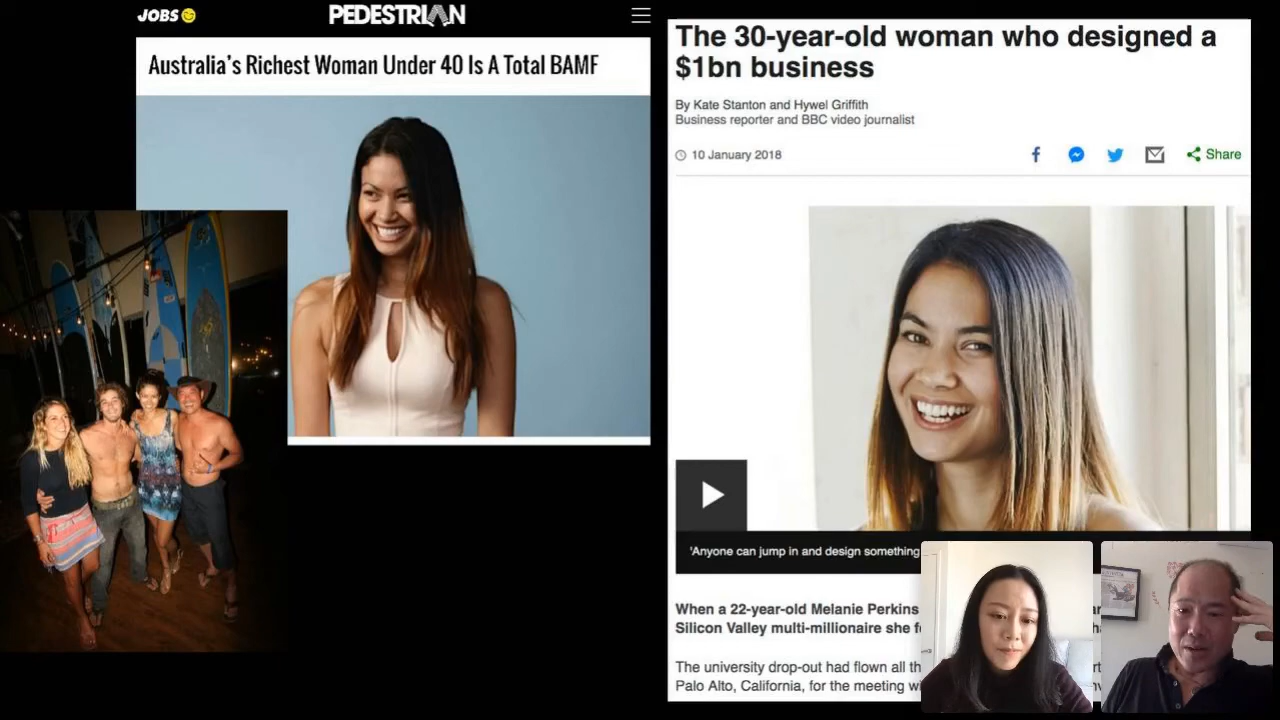 JOBS
PEDESTRIAN
Australia's Richest Woman Under 40 Is A Total BAMF
The 30-year-old woman who designed a
$1bn business
By Kate Stanton and Hywel Griffith
Business reporter and BBC video journalist
10 January 2018
Share
'Anyone can jump in and design something
When a 22-year-old Melanie Perkins
Silicon Valley multi-millionaire she
The university drop-out had flown all
Palo Alto, California, for the meeting